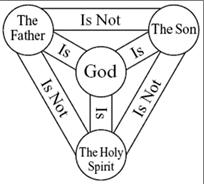 The
Father
Is Not
The Son
Is
Is
God
Is Not
Is
Is Not
The Holy
Spirit